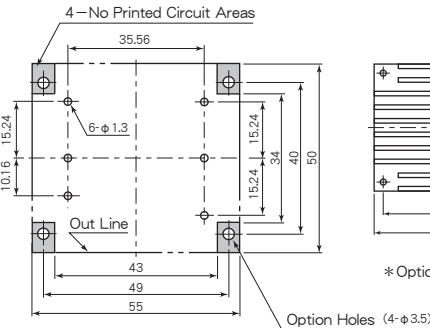 4-No Printed Circuit Areas
35.56
6-φ1.3
15.24
10.16
15.24
15.24
34
40
50
Out Line
43
49
55
Option Holes (4-φ3.5)
*Optio